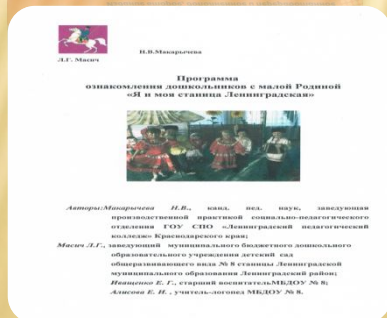 Н.В.Макарычева
Л.Г. Масич
Программа
ознакомления дошкольников с малой Родиной
«Я и моя станица Ленинградская»
Авторы:Макарычева Н.В., канд. пед. наук, заведующая
производственной практикой социально-педагогического
отделения ГОУ СПО «Ленинградский педагогический
колледж» Краснодарского края;
Масич Л.Г., заведующий муниципального бюджетного дошкольного
образовательного учреждения детский сад
общеразвивающего вида № 8 станицы Ленинградской
муниципального образования Ленинградский район;
Иващенко Е. Г., старший воспитательМБДОУ № 8;
Алисова Е. Н. , учитель-логопед МБДОУ № 8.